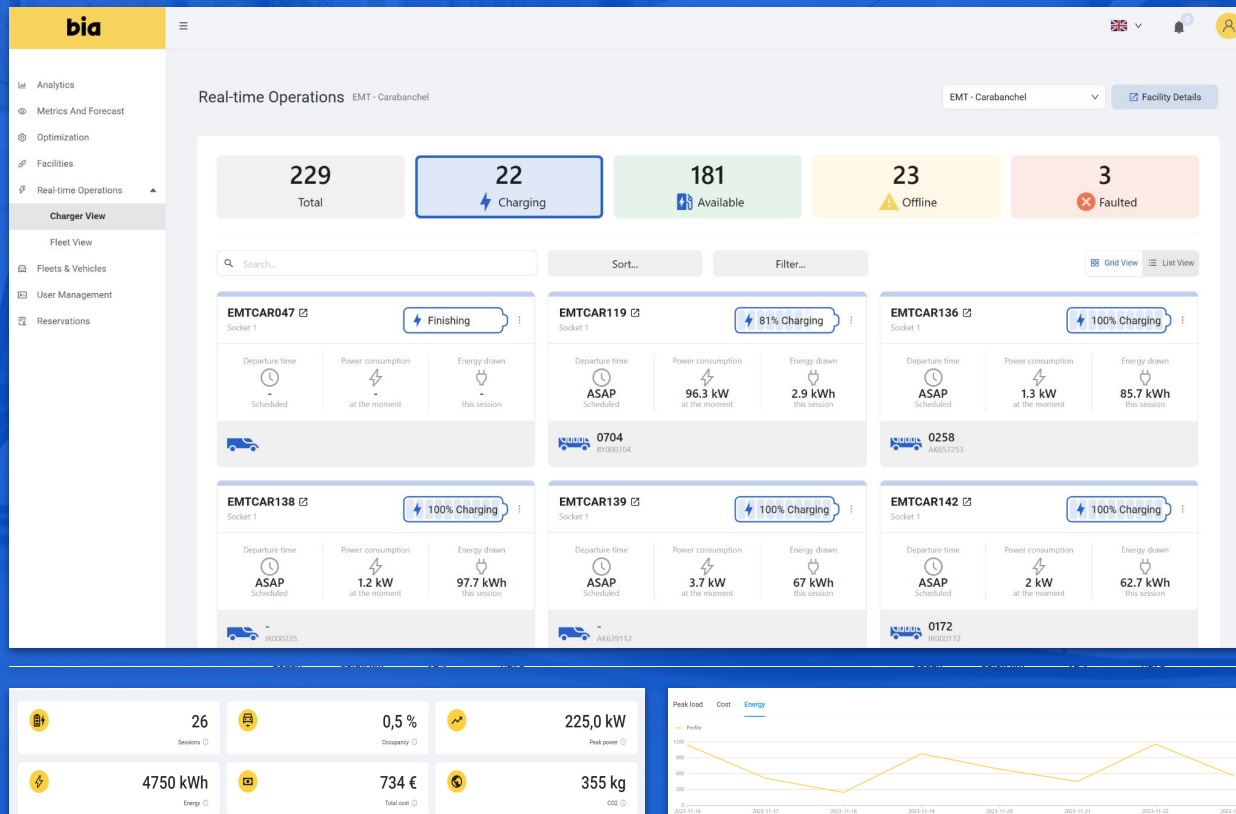 bia
Analytics
Metrics And Forecast
Optimization
Facilities
Real-time Operations
Charger View
Fleet View
Fleets & Vehicles
User Management
Reservations
Real-time Operations EMT - Carabanchel
EMT - Carabanchel
Facility Details
229
Total
22
Charging
181
Available
23
Offline
3
Faulted
Search...
Sort...
Filter...
Grid View
List View
EMTCAR047
Socket 1
Finishing
Departure time Power consumption Energy drawn
- - -
Scheduled at the moment this session
EMTCAR119
Socket 1
81% Charging
Departure time Power consumption Energy drawn
ASAP 96.3 kW 2.9 kWh
Scheduled at the moment this session
0704
BY000704
EMTCAR136
Socket 1
100% Charging
Departure time Power consumption Energy drawn
ASAP 1.3 kW 85.7 kWh
Scheduled at the moment this session
0258
AK657253
EMTCAR138
Socket 1
100% Charging
Departure time Power consumption Energy drawn
ASAP 1.2 kW 97.7 kWh
Scheduled at the moment this session
-
IR000235
EMTCAR139
Socket 1
100% Charging
Departure time Power consumption Energy drawn
ASAP 3.7 kW 67 kWh
Scheduled at the moment this session
-
AK639112
EMTCAR142
Socket 1
100% Charging
Departure time Power consumption Energy drawn
ASAP 2 kW 62.7 kWh
Scheduled at the moment this session
0172
IR000172
26
Sessions
0,5 %
Occupancy
225,0 kW
Peak power
4750 kWh
Energy
734 €
Total cost
355 kg
CO2
Peak load Cost Energy
Profile
1200
900
600
300
0
2023-11-16 2023-11-17 2023-11-18 2023-11-19 2023-11-20 2023-11-21 2023-11-22